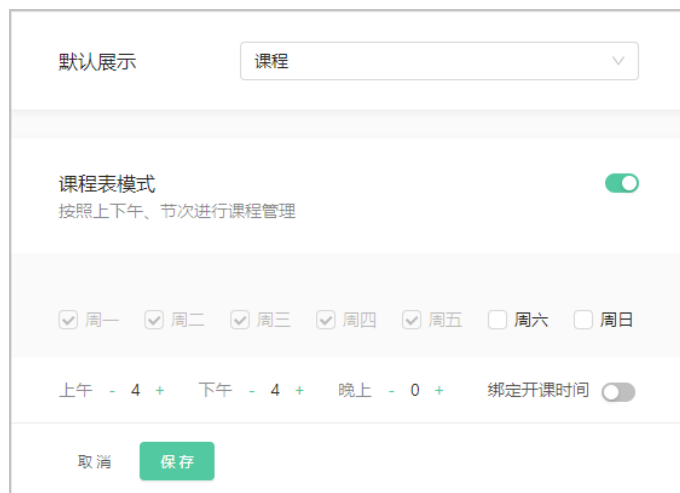 默认展示 课程
课程表模式
按照上下午、节次进行课程管理
周一 周二 周三 周四 周五 周六 周日
上午 - 4 + 下午 - 4 + 晚上 - 0 + 绑定开课时间
取消 保存